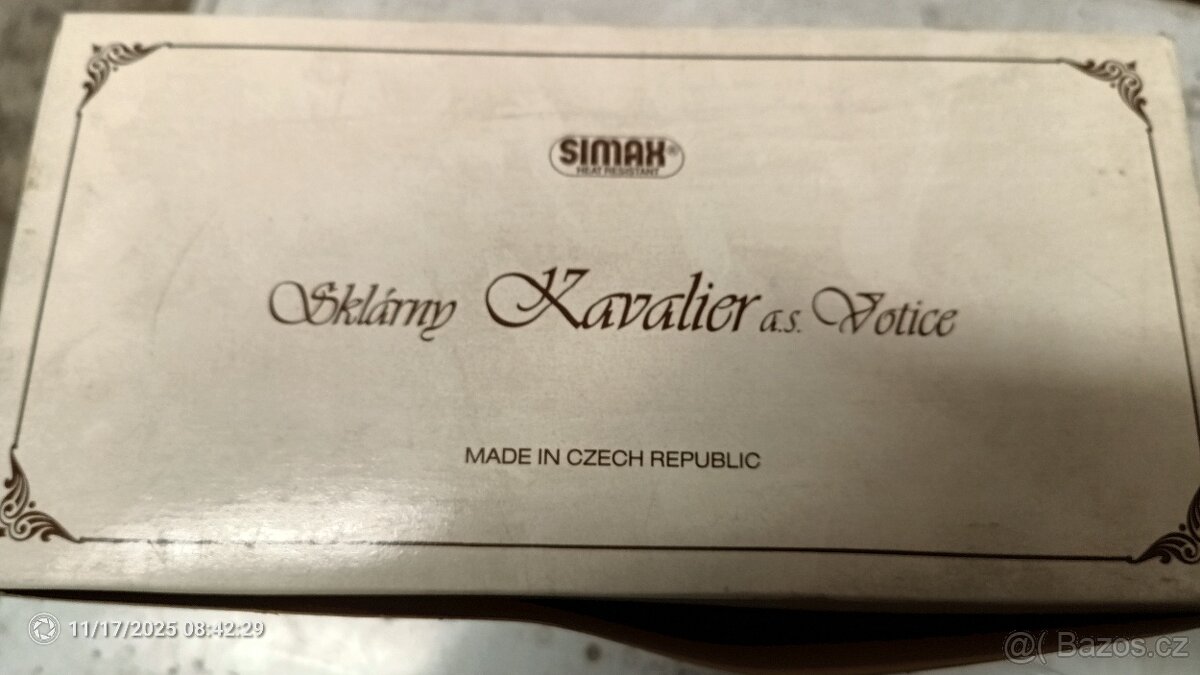 SIMAX®
HEAT RESISTANT
Sklárny Kavalier a.s. Votice
MADE IN CZECH REPUBLIC
11/17/2025 08:42:29
@( Bazos.cz